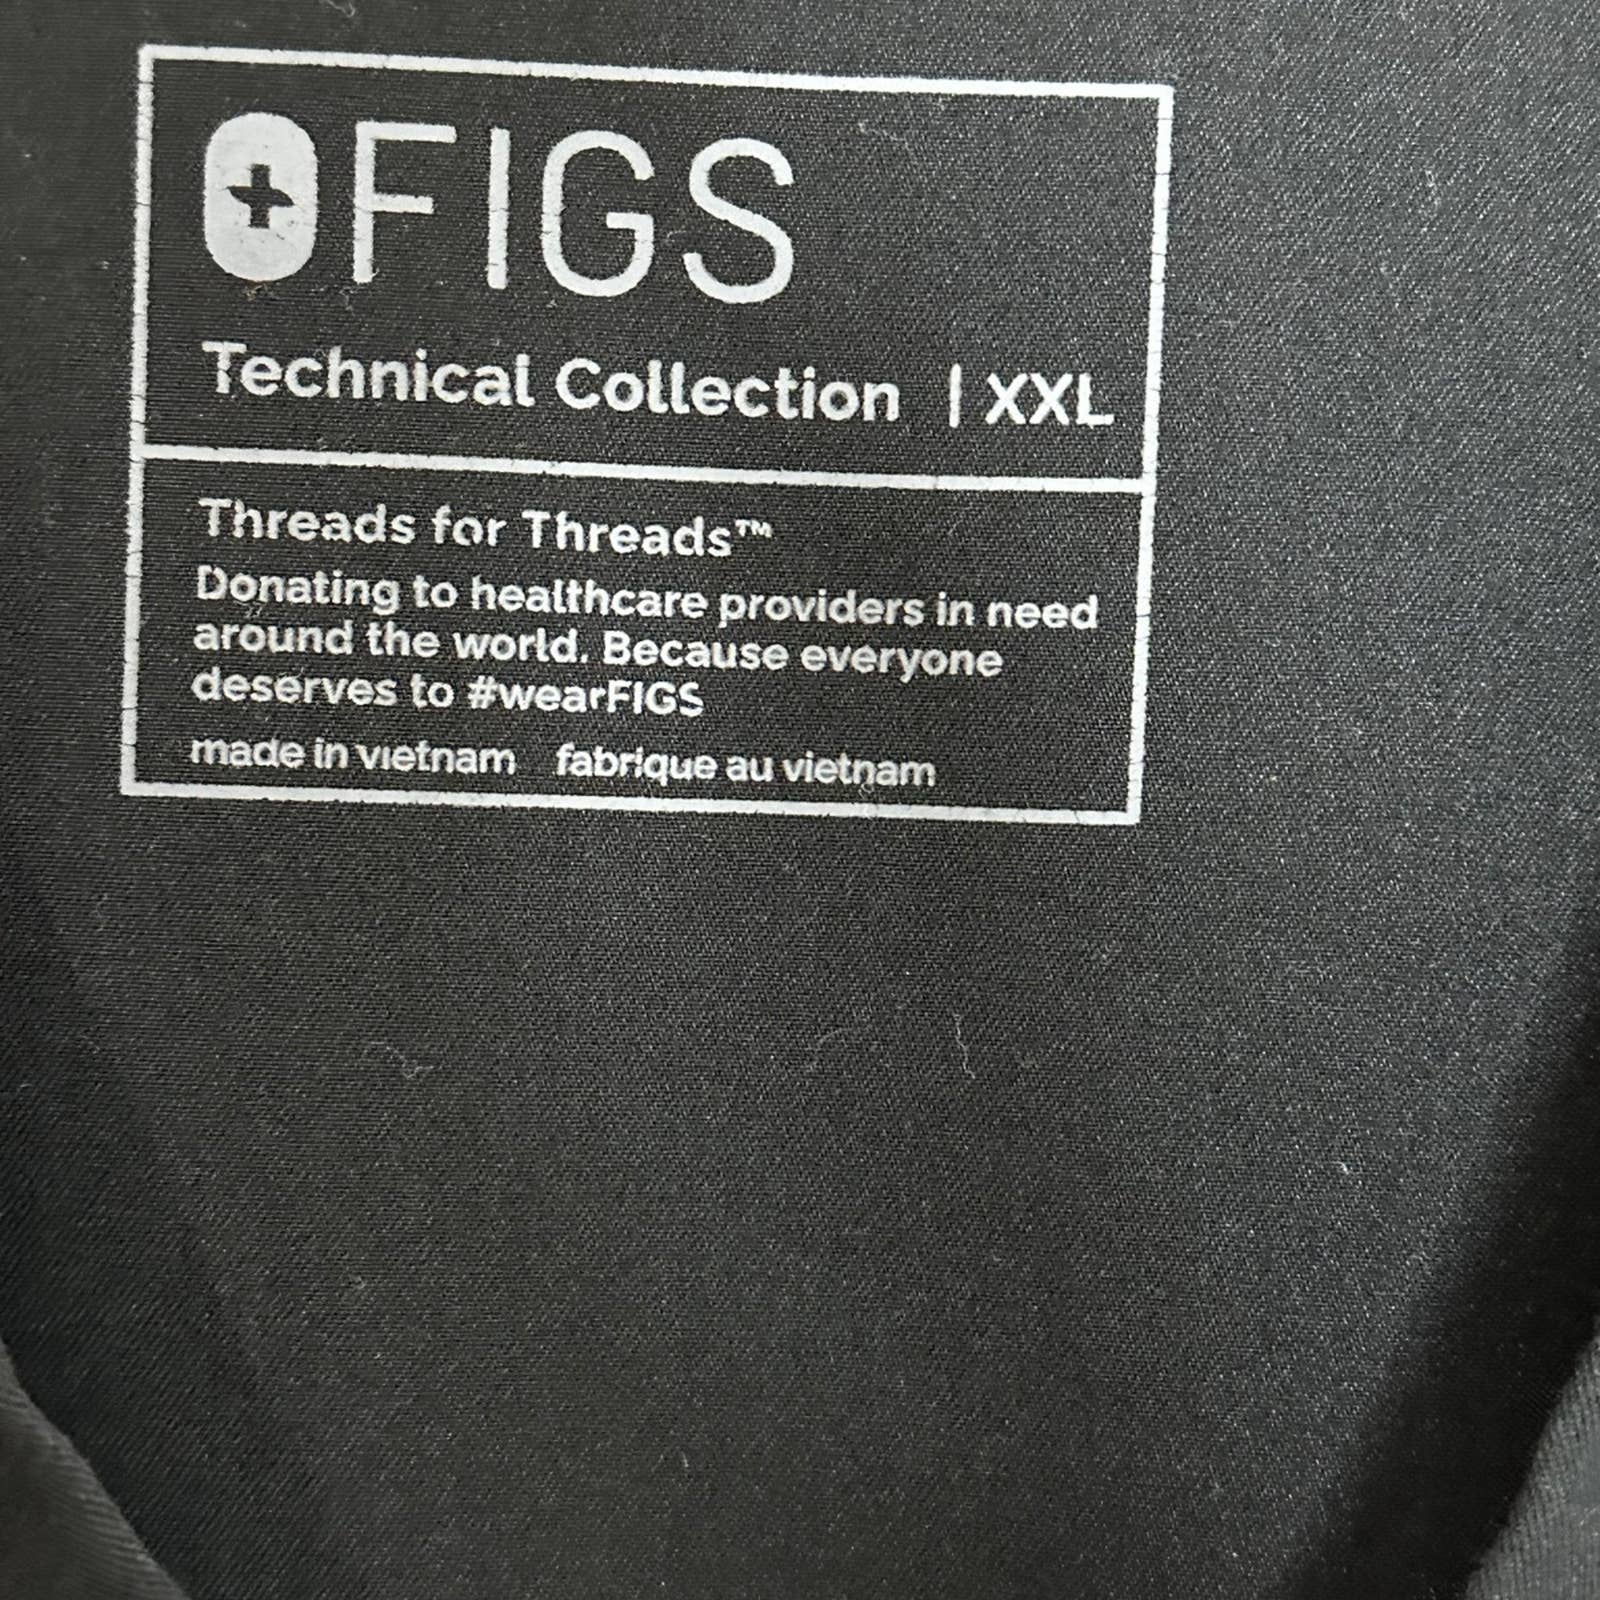 FIGS
Technical Collection | XXL
Threads for Threads™
Donating to healthcare providers in need
around the world. Because everyone
deserves to #wearFIGS
made in vietnam fabrique au vietnam